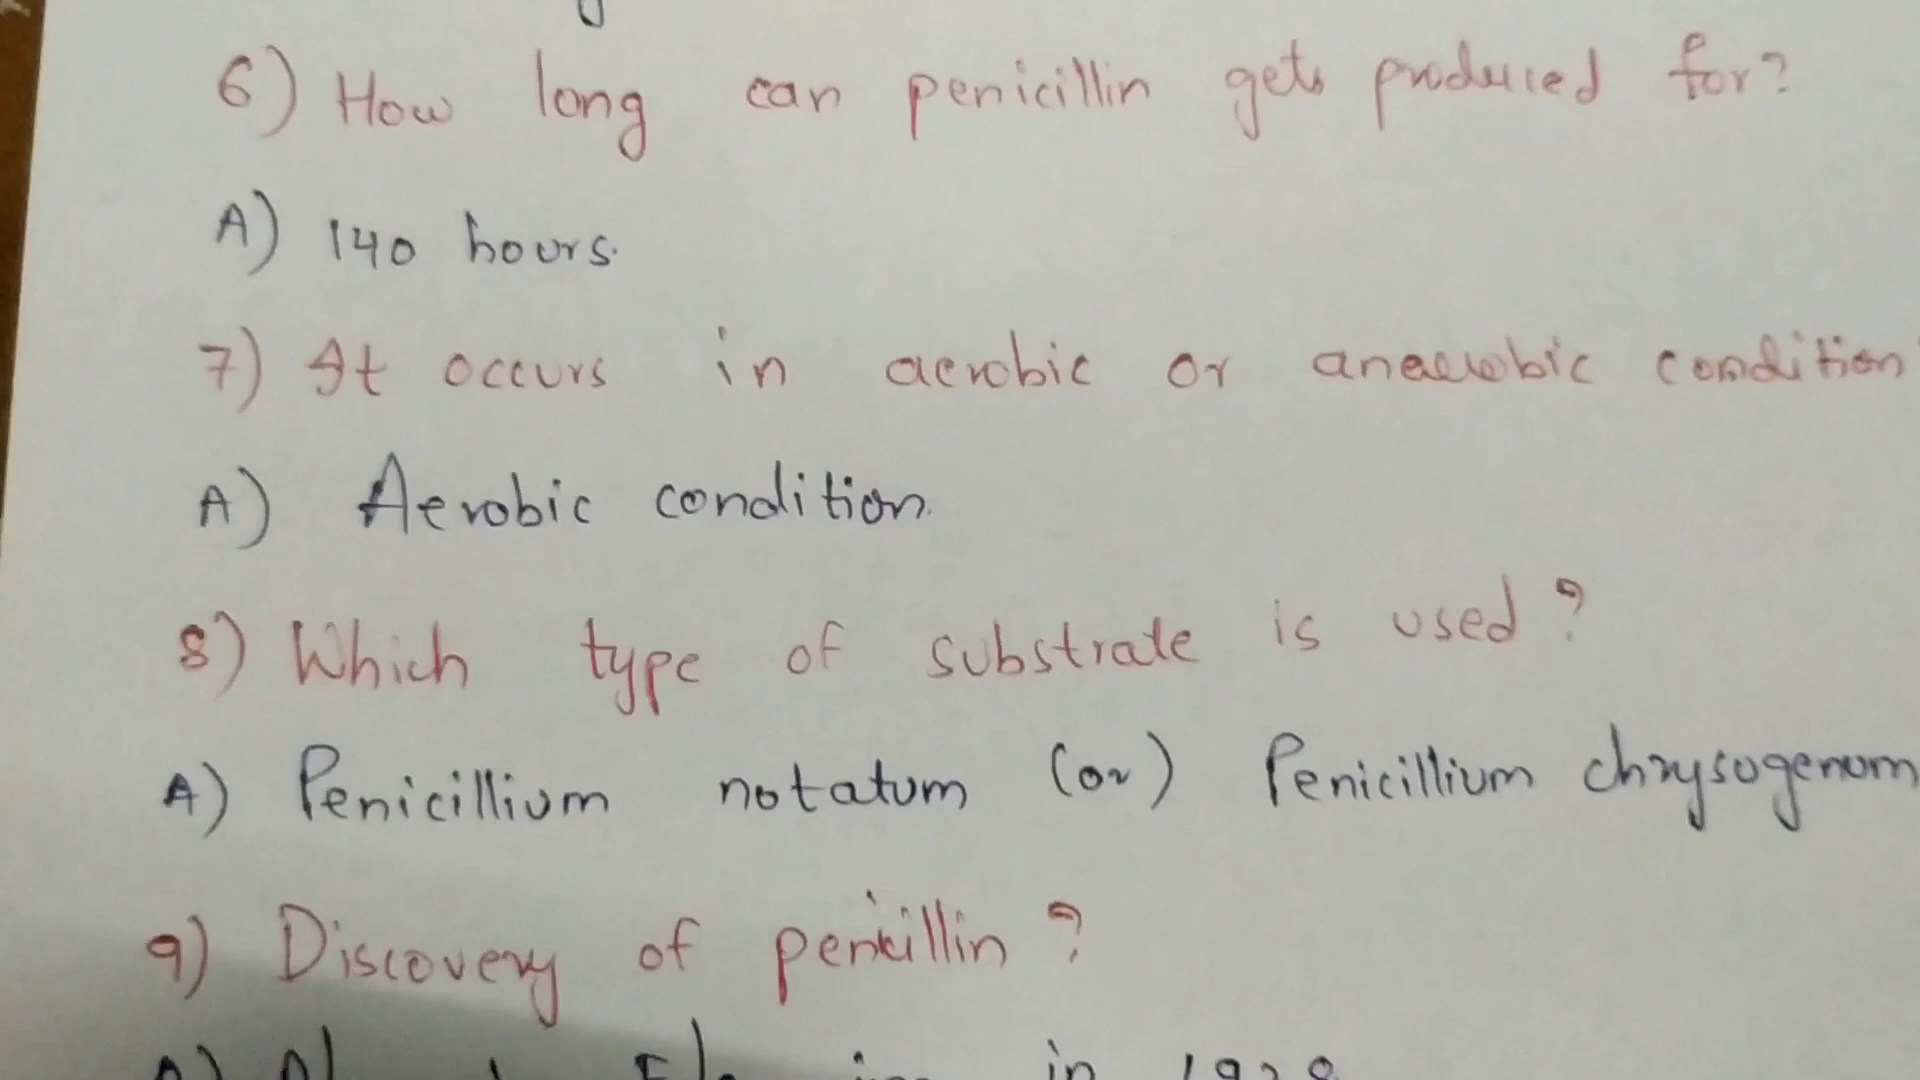 6) How long can penicillin gets produced for?
A) 140 hours.
7) It occurs in aerobic or anaerobic condition
A) Aerobic condition.
8) Which type of substrate is used?
A) Penicillium notatum (or) Penicillium chrysogenum
9) Discovery of penicillin?
in